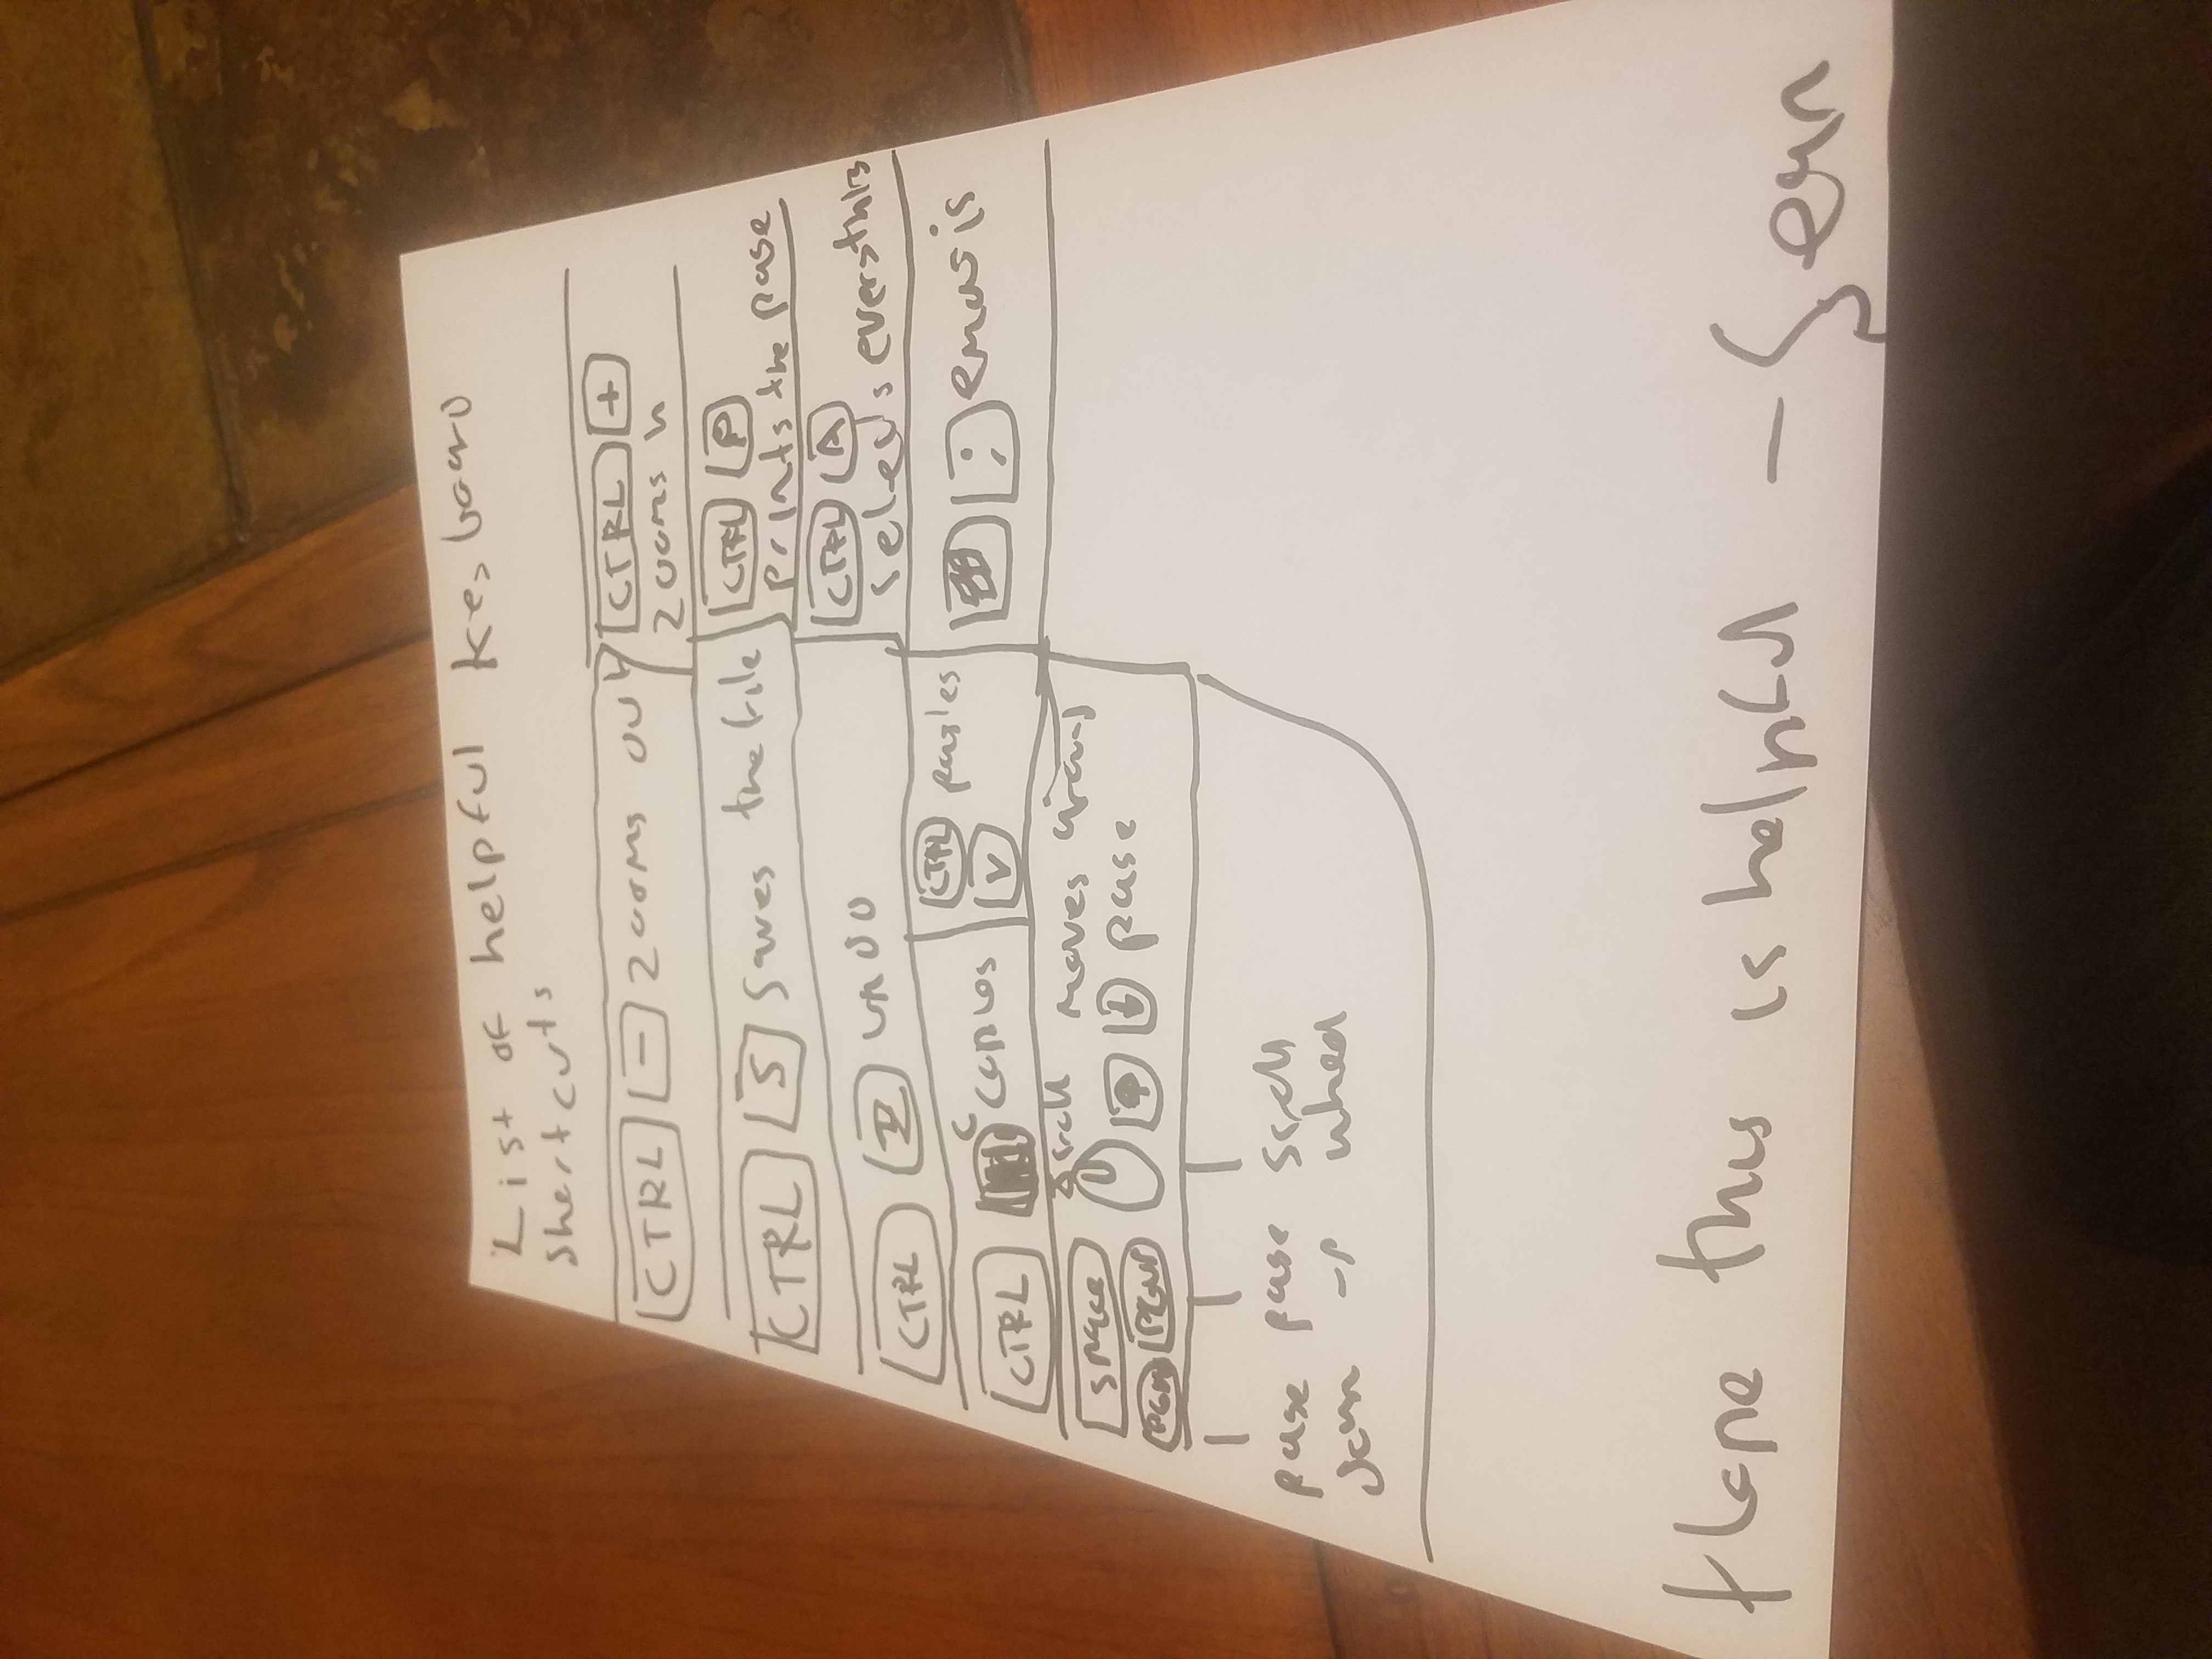 List of helpful keyboard
shortcuts
CTRL - zooms out
CTRL +
zooms in
CTRL S saves the file
CTRL P
prints the page
CTRL Z undo
CTRL A
selects everything
CTRL C copies
CTRL V pastes
; emojis
scroll
space moves around
PGDN PGUP page
page page scroll
down up wheel
Hope this is helpful - Sean